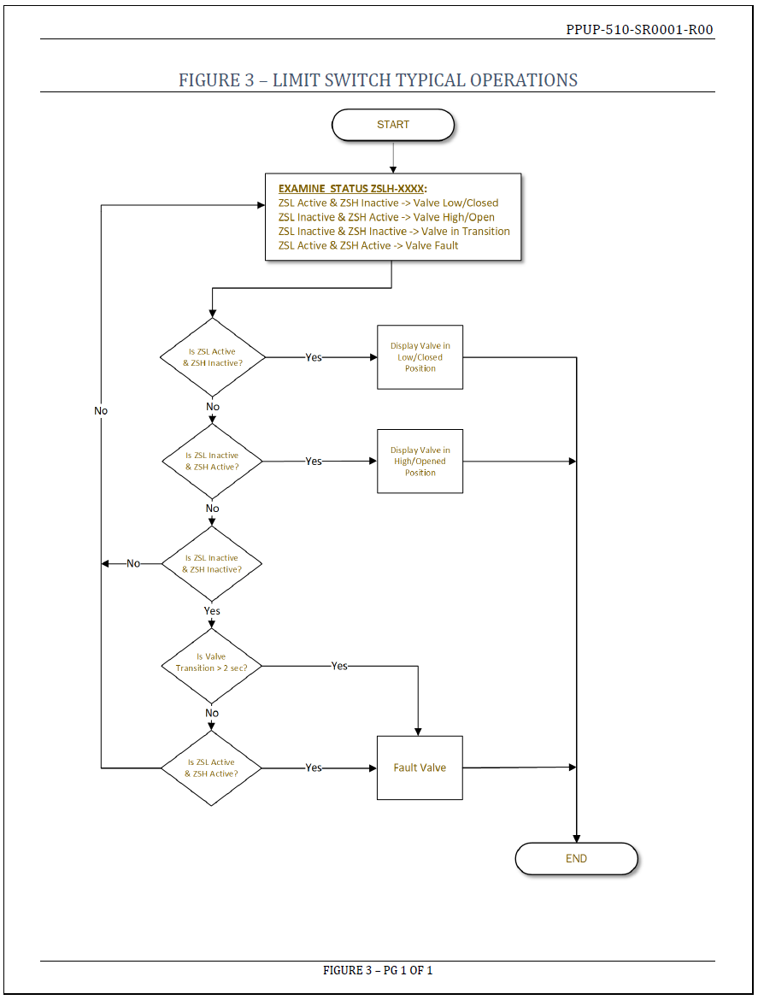 PPUP-510-SR0001-R00
FIGURE 3 – LIMIT SWITCH TYPICAL OPERATIONS
START
EXAMINE STATUS ZSLH-XXXX:
ZSL Active & ZSH Inactive -> Valve Low/Closed
ZSL Inactive & ZSH Active -> Valve High/Open
ZSL Inactive & ZSH Inactive -> Valve in Transition
ZSL Active & ZSH Active -> Valve Fault
Is ZSL Active
& ZSH Inactive?
Yes
Display Valve in
Low/Closed
Position
No
No
Is ZSL Inactive
& ZSH Active?
Yes
Display Valve in
High/Opened
Position
No
Is ZSL Inactive
& ZSH Inactive?
No
Yes
Is Valve
Transition > 2 sec?
Yes
No
Is ZSL Active
& ZSH Active?
Yes
Fault Valve
END
FIGURE 3 – PG 1 OF 1